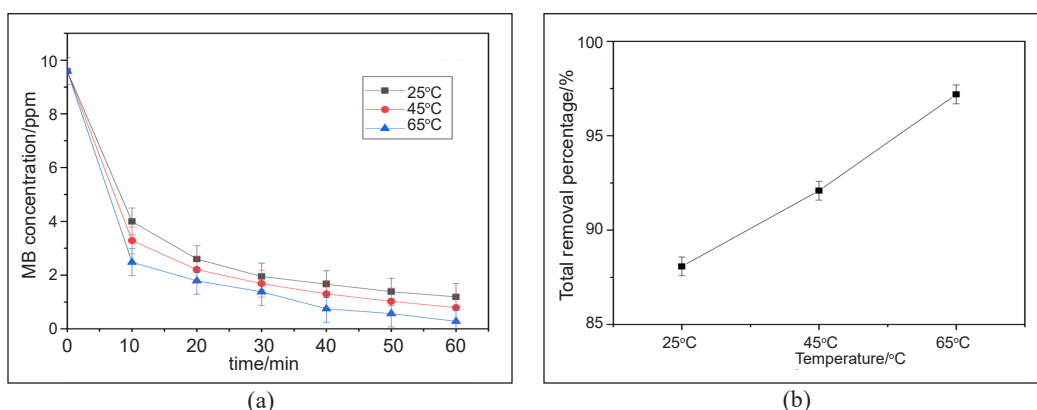 MB concentration/ppm
10
8
6
4
2
0
25°C
45°C
65°C
0 10 20 30 40 50 60
time/min
(a)
Total removal percentage/%
100
95
90
85
25°C 45°C 65°C
Temperature/°C
(b)